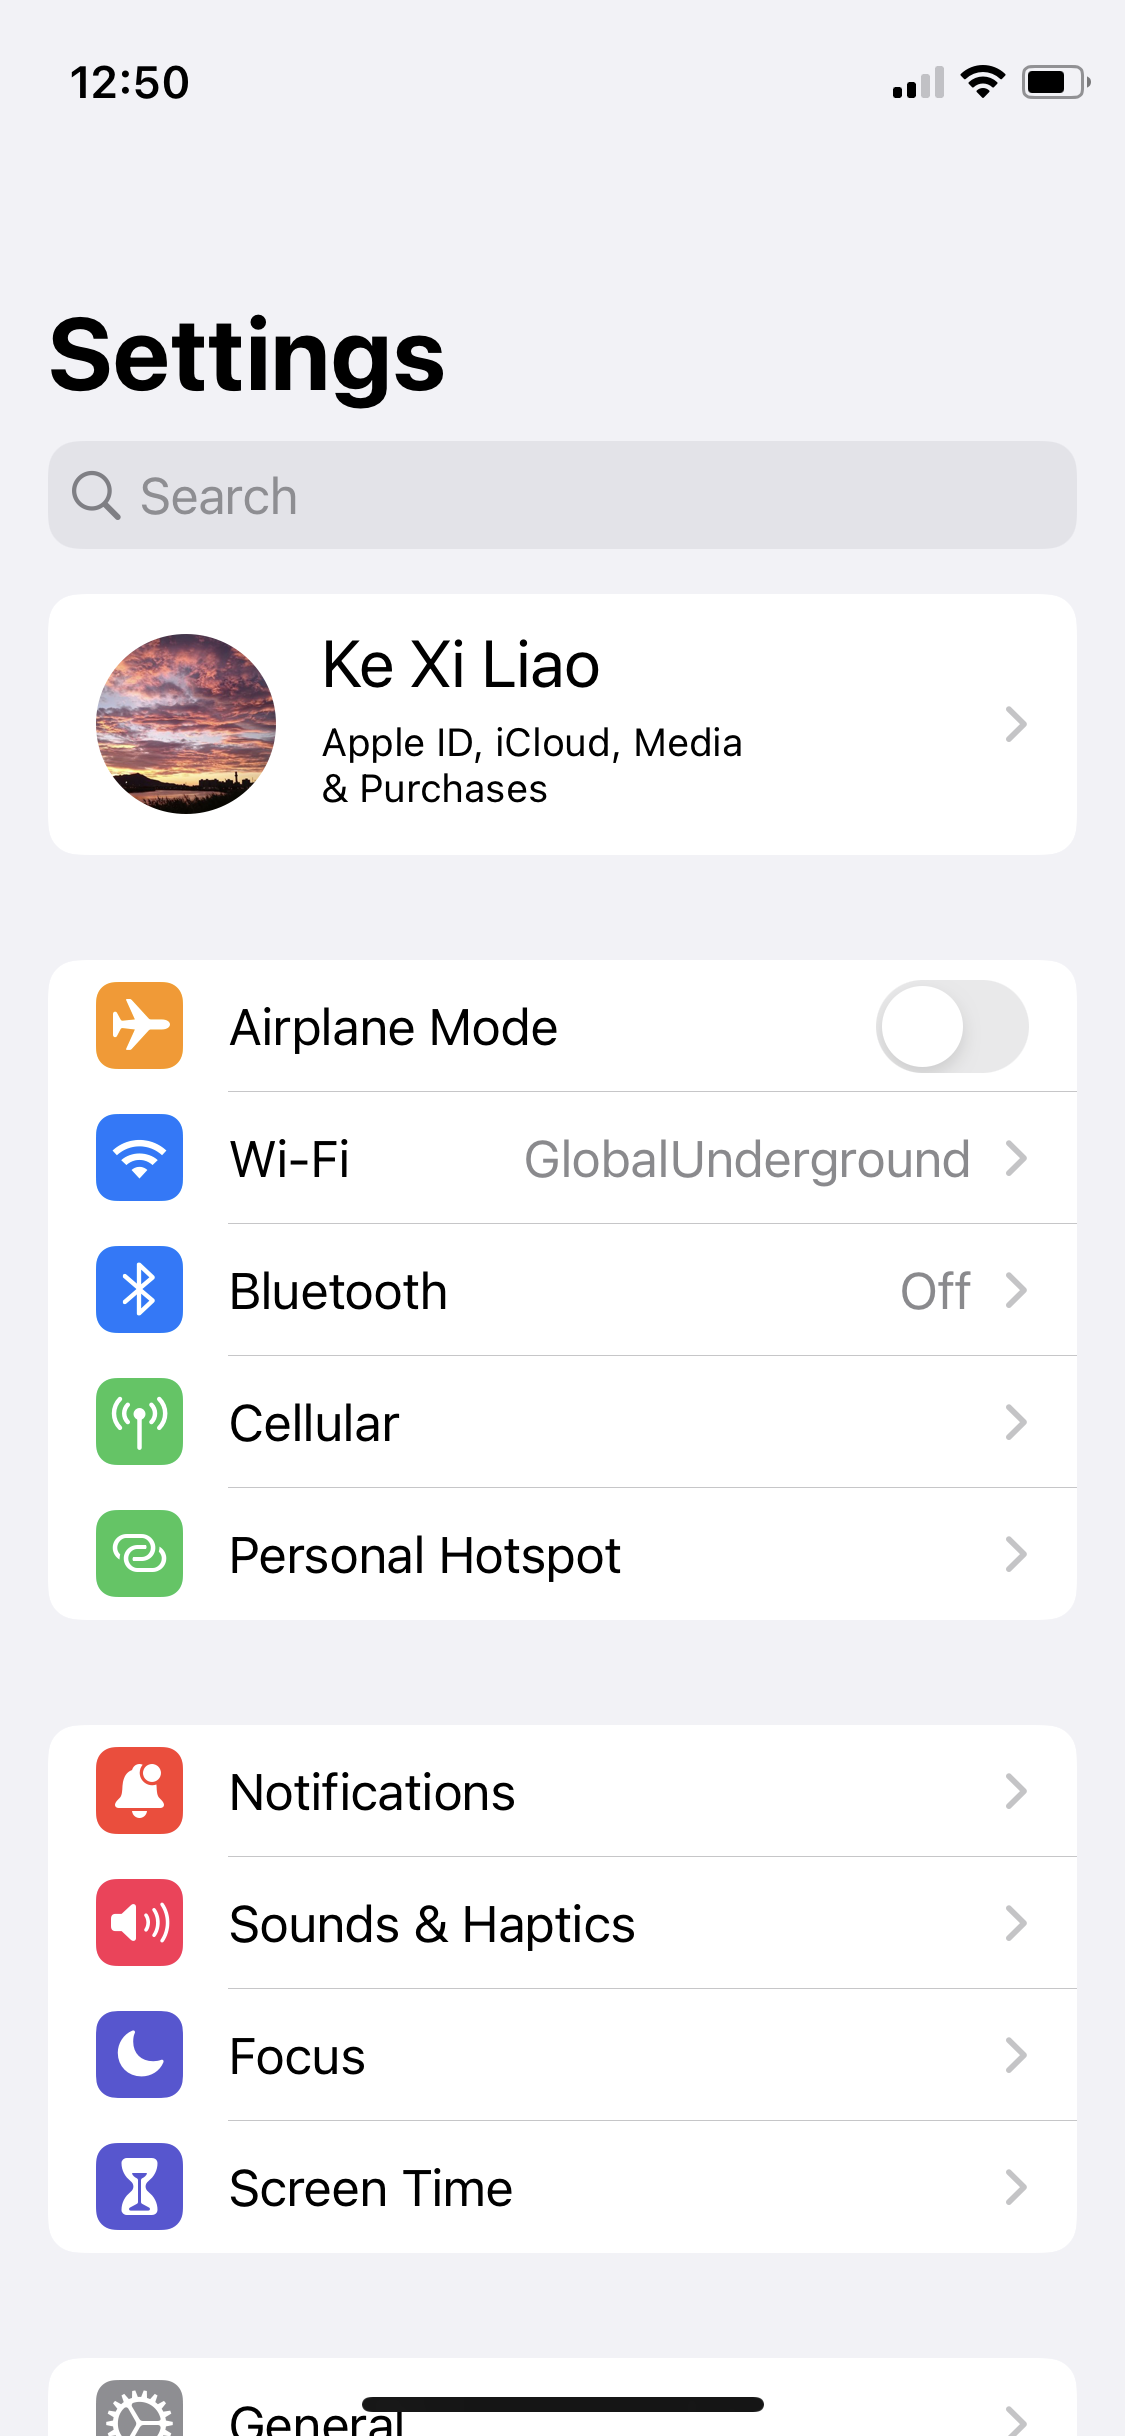 12:50
Settings
Search
Ke Xi Liao
Apple ID, iCloud, Media
& Purchases
Airplane Mode
Wi-Fi GlobalUnderground
Bluetooth Off
Cellular
Personal Hotspot
Notifications
Sounds & Haptics
Focus
Screen Time
General